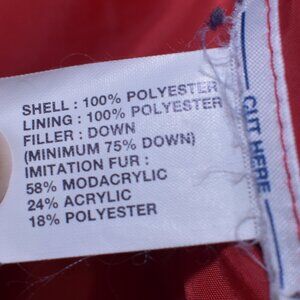 SHELL : 100% POLYESTER
LINING : 100% POLYESTER
FILLER : DOWN
(MINIMUM 75% DOWN)
IMITATION FUR :
58% MODACRYLIC
24% ACRYLIC
18% POLYESTER
CUT HERE